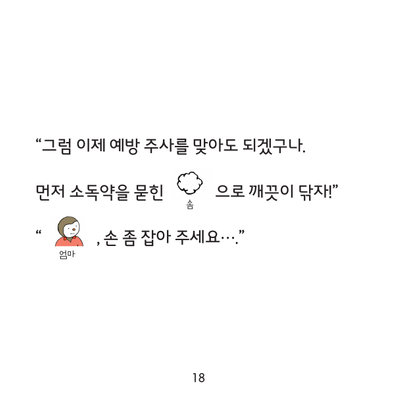 “그럼 이제 예방 주사를 맞아도 되겠구나.
먼저 소독약을 묻힌 솜 으로 깨끗이 닦자!”
“ 엄마 , 손 좀 잡아 주세요….”
18